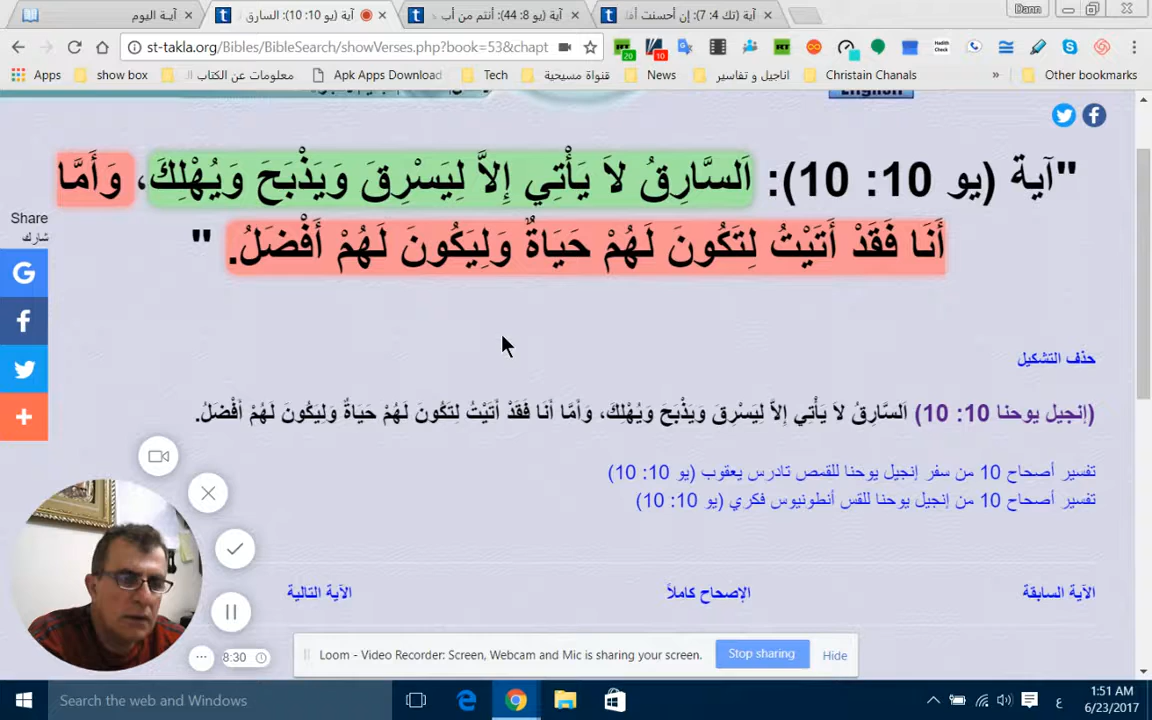 آيـة اليوم
آية (يو 10: 10): السارق
آية (يو 8: 44): أنتم من أب
آية (تك 4: 7): إن أحسنت أفـ
Dann
st-takla.org/Bibles/BibleSearch/showVerses.php?book=53&chapt
Apps
show box
معلومات عن الكتاب الـ
Apk Apps Download
Tech
قنواة مسيحية
News
اناجيل و تفاسير
Christain Chanals
»
Other bookmarks
English
"آية (يو 10: 10): اَلسَّارِقُ لاَ يَأْتِي إِلاَّ لِيَسْرِقَ وَيَذْبَحَ وَيُهْلِكَ، وَأَمَّا
أَنَا فَقَدْ أَتَيْتُ لِتَكُونَ لَهُمْ حَيَاةٌ وَلِيَكُونَ لَهُمْ أَفْضَلُ. "
Share
شارك
حذف التشكيل
(إنجيل يوحنا 10: 10) اَلسَّارِقُ لاَ يَأْتِي إِلاَّ لِيَسْرِقَ وَيَذْبَحَ وَيُهْلِكَ، وَأَمَّا أَنَا فَقَدْ أَتَيْتُ لِتَكُونَ لَهُمْ حَيَاةٌ وَلِيَكُونَ لَهُمْ أَفْضَلُ.
تفسير أصحاح 10 من سفر إنجيل يوحنا للقمص تادرس يعقوب (يو 10: 10)
تفسير أصحاح 10 من إنجيل يوحنا للقس أنطونيوس فكري (يو 10: 10)
الآية السابقة
الإصحاح كاملاً
الآية التالية
8:30
Loom - Video Recorder: Screen, Webcam and Mic is sharing your screen.
Stop sharing
Hide
Search the web and Windows
ع
1:51 AM
6/23/2017